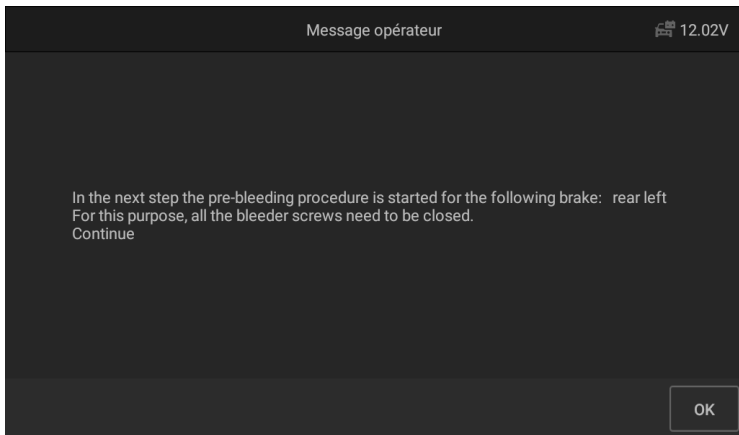 Message opérateur
12.02V
In the next step the pre-bleeding procedure is started for the following brake: rear left
For this purpose, all the bleeder screws need to be closed.
Continue
OK